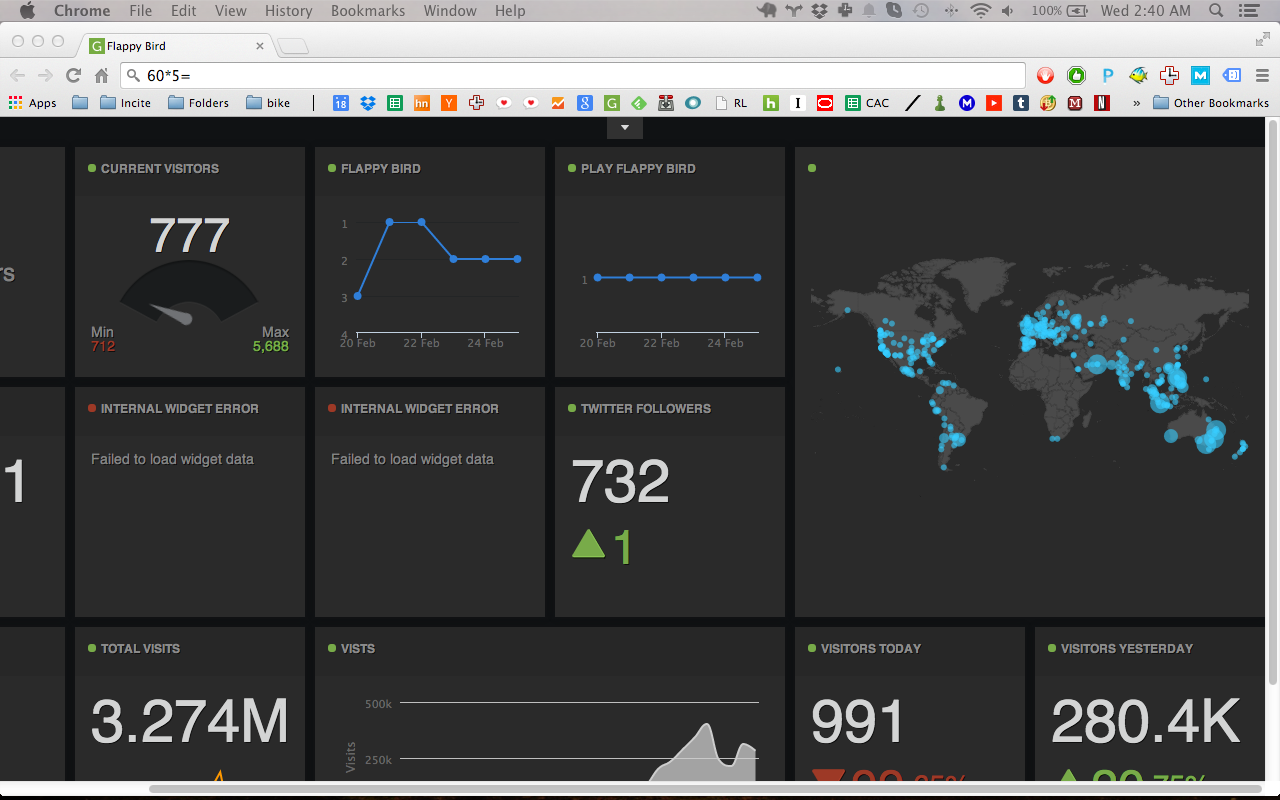 Chrome File Edit View History Bookmarks Window Help 100% Wed 2:40 AM
G Flappy Bird
60*5=
P M
Apps Incite Folders bike 18 hn Y g G RL h I CAC M t M N » Other Bookmarks
CURRENT VISITORS
777
Min
712
Max
5,688
FLAPPY BIRD
1
2
3
4
20 Feb 22 Feb 24 Feb
PLAY FLAPPY BIRD
1
20 Feb 22 Feb 24 Feb
rs
1
INTERNAL WIDGET ERROR
Failed to load widget data
INTERNAL WIDGET ERROR
Failed to load widget data
TWITTER FOLLOWERS
732
1
TOTAL VISITS
3.274M
VISTS
500k
250k
Visits
VISITORS TODAY
991
VISITORS YESTERDAY
280.4K